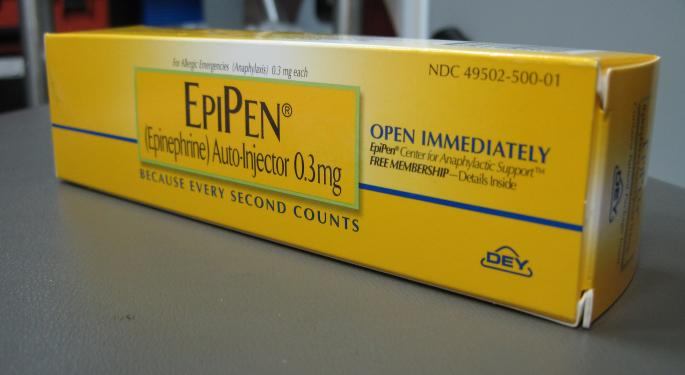 For Allergic Emergencies (Anaphylaxis) 0.3 mg each
NDC 49502-500-01
EPIPEN®
(Epinephrine) Auto-Injector 0.3mg
BECAUSE EVERY SECOND COUNTS
OPEN IMMEDIATELY
EpiPen® Center for Anaphylactic Support™
FREE MEMBERSHIP—Details Inside
DEY
DEY